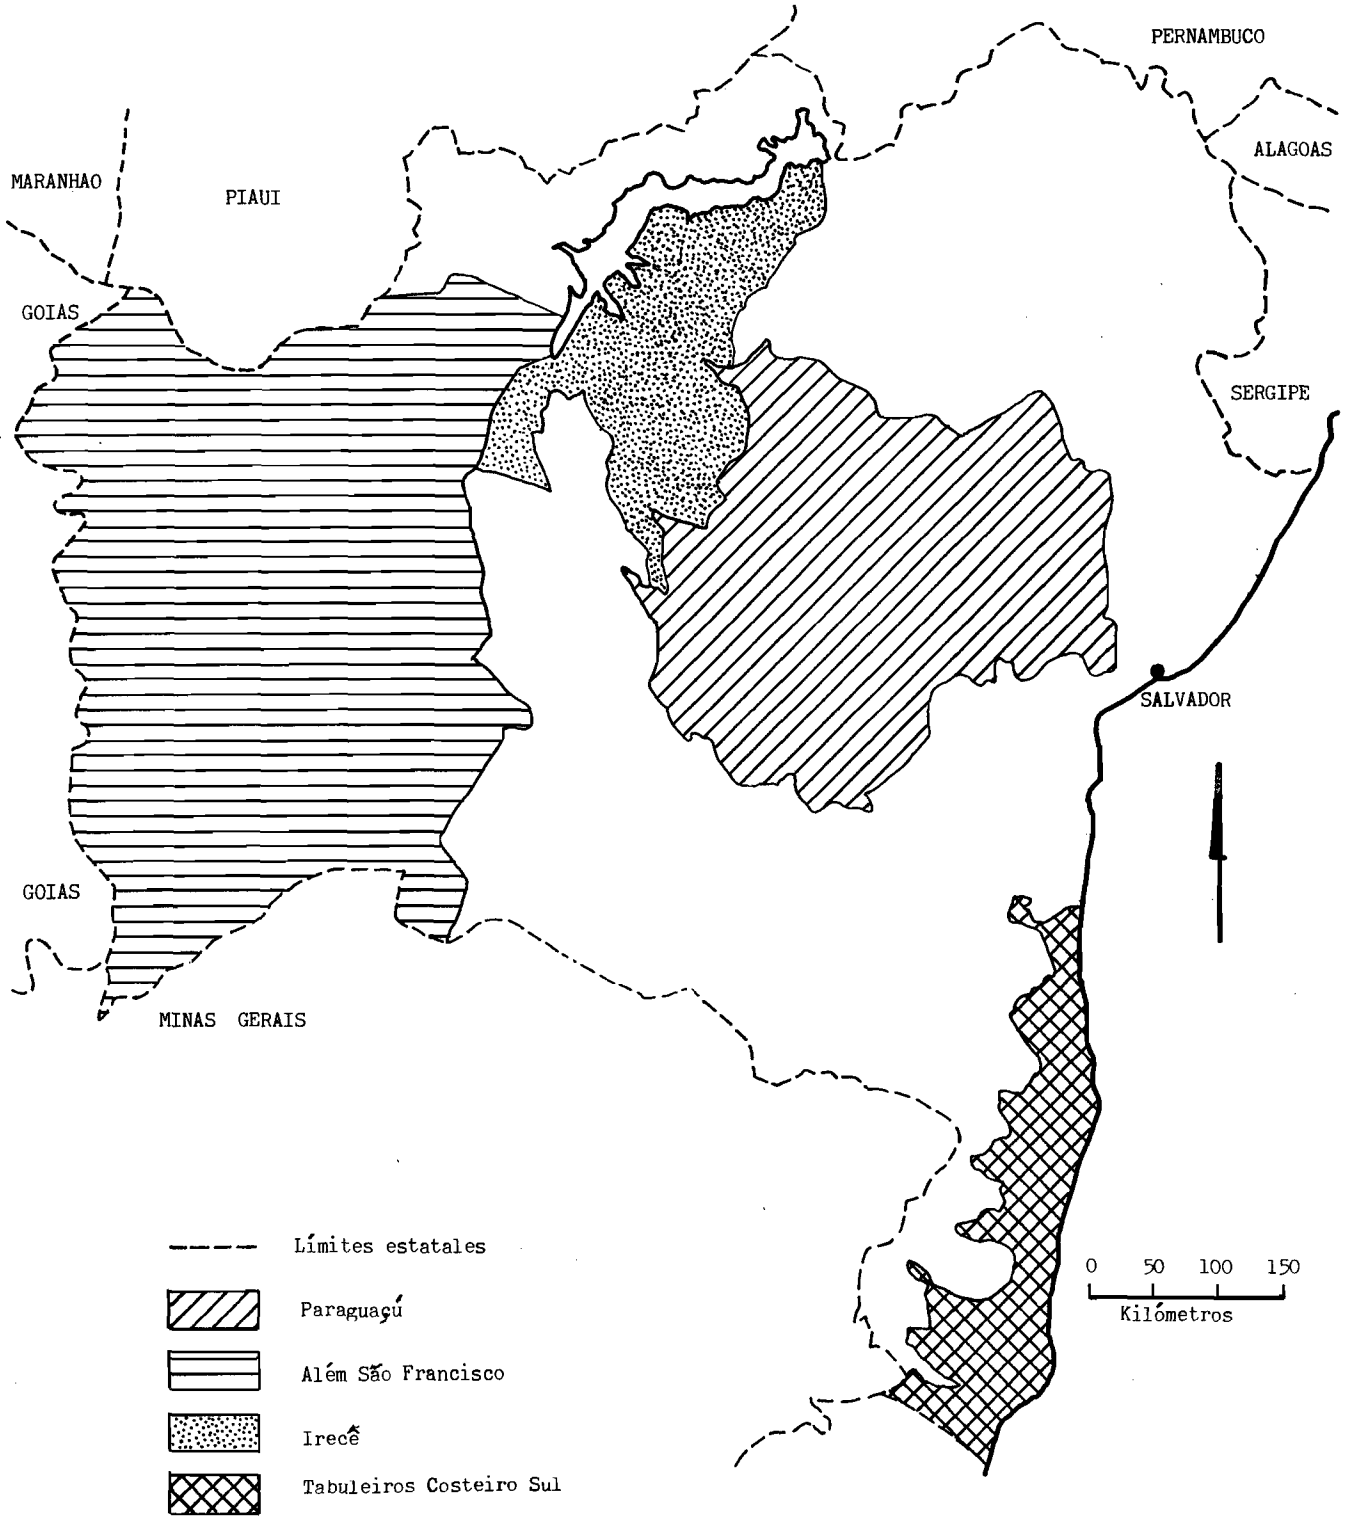 PERNAMBUCO
ALAGOAS
MARANHAO
PIAUI
GOIAS
SERGIPE
SALVADOR
GOIAS
MINAS GERAIS
Límites estatales
0 50 100 150
Kilómetros
Paraguaçú
Além São Francisco
Irecê
Tabuleiros Costeiro Sul